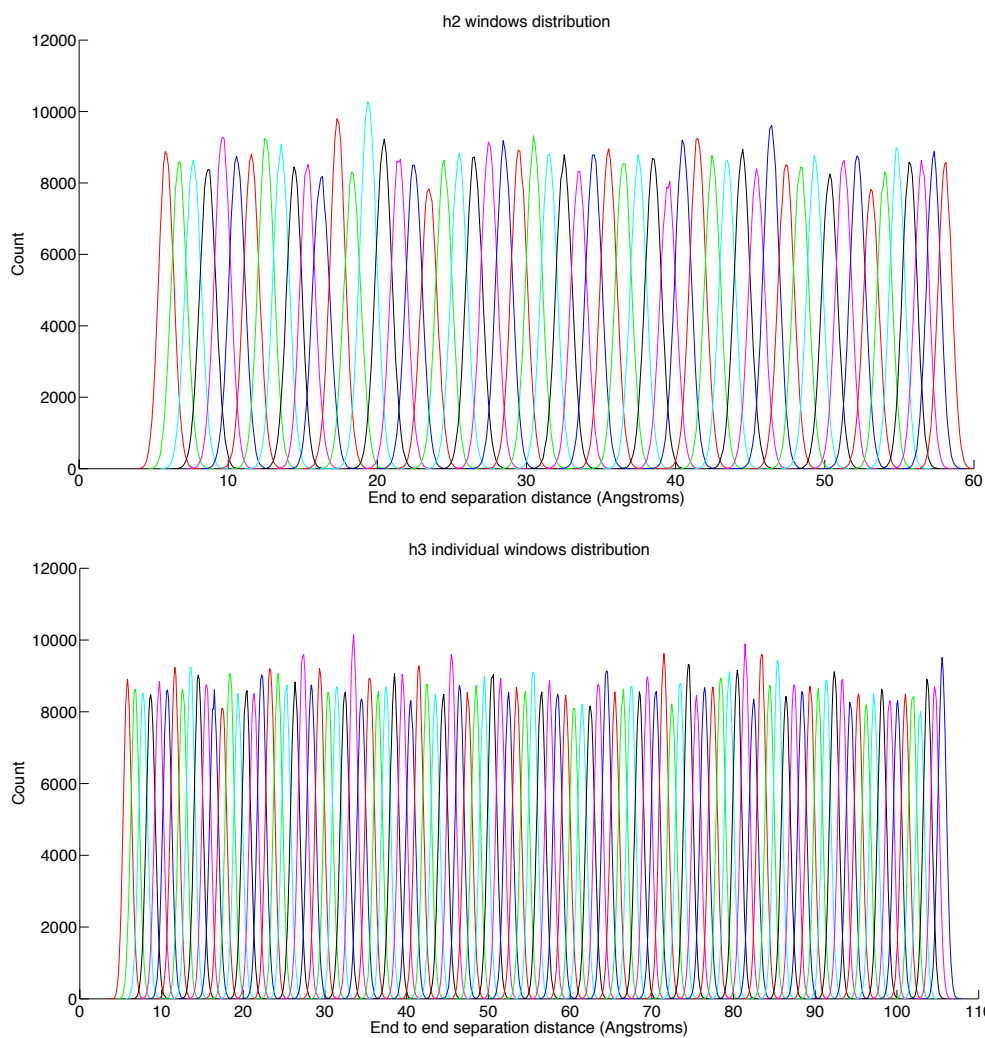 h2 windows distribution
12000
10000
8000
6000
4000
2000
0
Count
0 10 20 30 40 50 60
End to end separation distance (Angstroms)
h3 individual windows distribution
12000
10000
8000
6000
4000
2000
0
Count
0 10 20 30 40 50 60 70 80 90 100 110
End to end separation distance (Angstroms)